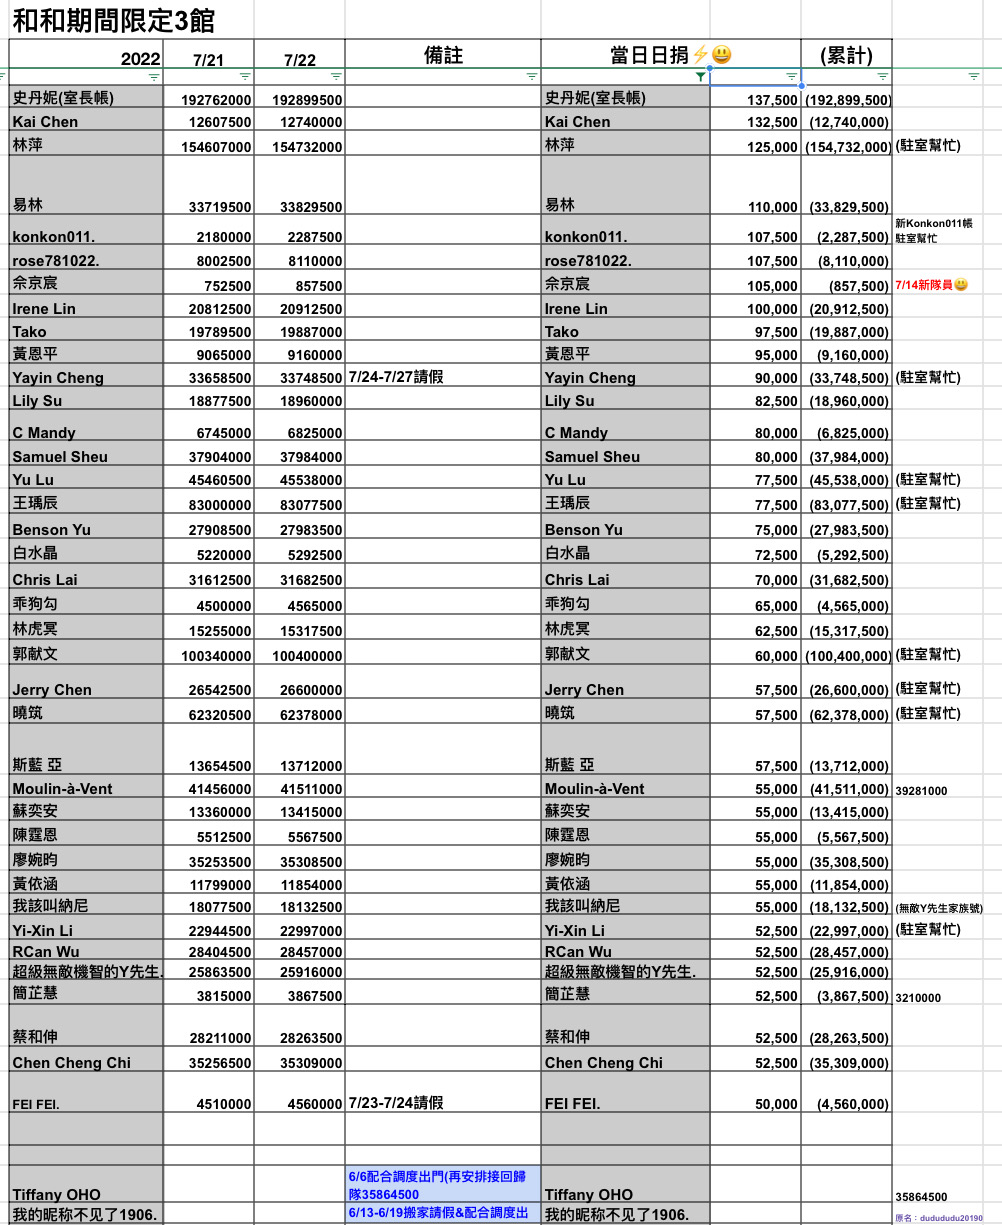 和和期間限定3館
2022 7/21 7/22 備註 當日日捐⚡😃 (累計)
史丹妮(室長帳) 192762000 192899500 史丹妮(室長帳) 137,500 (192,899,500)
Kai Chen 12607500 12740000 Kai Chen 132,500 (12,740,000)
林萍 154607000 154732000 林萍 125,000 (154,732,000) (駐室幫忙)
易林 33719500 33829500 易林 110,000 (33,829,500)
新Konkon011帳
konkon011. 2180000 2287500 konkon011. 107,500 (2,287,500) 駐室幫忙
rose781022. 8002500 8110000 rose781022. 107,500 (8,110,000)
佘京宸 752500 857500 佘京宸 105,000 (857,500) 7/14新隊員😃
Irene Lin 20812500 20912500 Irene Lin 100,000 (20,912,500)
Tako 19789500 19887000 Tako 97,500 (19,887,000)
黃恩平 9065000 9160000 黃恩平 95,000 (9,160,000)
Yayin Cheng 33658500 33748500 7/24-7/27請假 Yayin Cheng 90,000 (33,748,500) (駐室幫忙)
Lily Su 18877500 18960000 Lily Su 82,500 (18,960,000)
C Mandy 6745000 6825000 C Mandy 80,000 (6,825,000)
Samuel Sheu 37904000 37984000 Samuel Sheu 80,000 (37,984,000)
Yu Lu 45460500 45538000 Yu Lu 77,500 (45,538,000) (駐室幫忙)
王瑀辰 83000000 83077500 王瑀辰 77,500 (83,077,500) (駐室幫忙)
Benson Yu 27908500 27983500 Benson Yu 75,000 (27,983,500)
白水晶 5220000 5292500 白水晶 72,500 (5,292,500)
Chris Lai 31612500 31682500 Chris Lai 70,000 (31,682,500)
乖狗勾 4500000 4565000 乖狗勾 65,000 (4,565,000)
林虎冥 15255000 15317500 林虎冥 62,500 (15,317,500)
郭献文 100340000 100400000 郭献文 60,000 (100,400,000) (駐室幫忙)
Jerry Chen 26542500 26600000 Jerry Chen 57,500 (26,600,000) (駐室幫忙)
曉筑 62320500 62378000 曉筑 57,500 (62,378,000) (駐室幫忙)
斯藍 亞 13654500 13712000 斯藍 亞 57,500 (13,712,000)
Moulin-à-Vent 41456000 41511000 Moulin-à-Vent 55,000 (41,511,000) 39281000
蘇奕安 13360000 13415000 蘇奕安 55,000 (13,415,000)
陳霆恩 5512500 5567500 陳霆恩 55,000 (5,567,500)
廖婉昀 35253500 35308500 廖婉昀 55,000 (35,308,500)
黃依涵 11799000 11854000 黃依涵 55,000 (11,854,000)
我該叫納尼 18077500 18132500 我該叫納尼 55,000 (18,132,500) (無敵Y先生家族號)
Yi-Xin Li 22944500 22997000 Yi-Xin Li 52,500 (22,997,000) (駐室幫忙)
RCan Wu 28404500 28457000 RCan Wu 52,500 (28,457,000)
超級無敵機智的Y先生. 25863500 25916000 超級無敵機智的Y先生. 52,500 (25,916,000)
簡芷慧 3815000 3867500 簡芷慧 52,500 (3,867,500) 3210000
蔡和伸 28211000 28263500 蔡和伸 52,500 (28,263,500)
Chen Cheng Chi 35256500 35309000 Chen Cheng Chi 52,500 (35,309,000)
FEI FEI. 4510000 4560000 7/23-7/24請假 FEI FEI. 50,000 (4,560,000)
6/6配合調度出門(再安排接回歸
Tiffany OHO 隊35864500 Tiffany OHO 35864500
我的昵称不见了1906. 6/13-6/19搬家請假&配合調度出 我的昵称不见了1906. 原名：dudududu20190